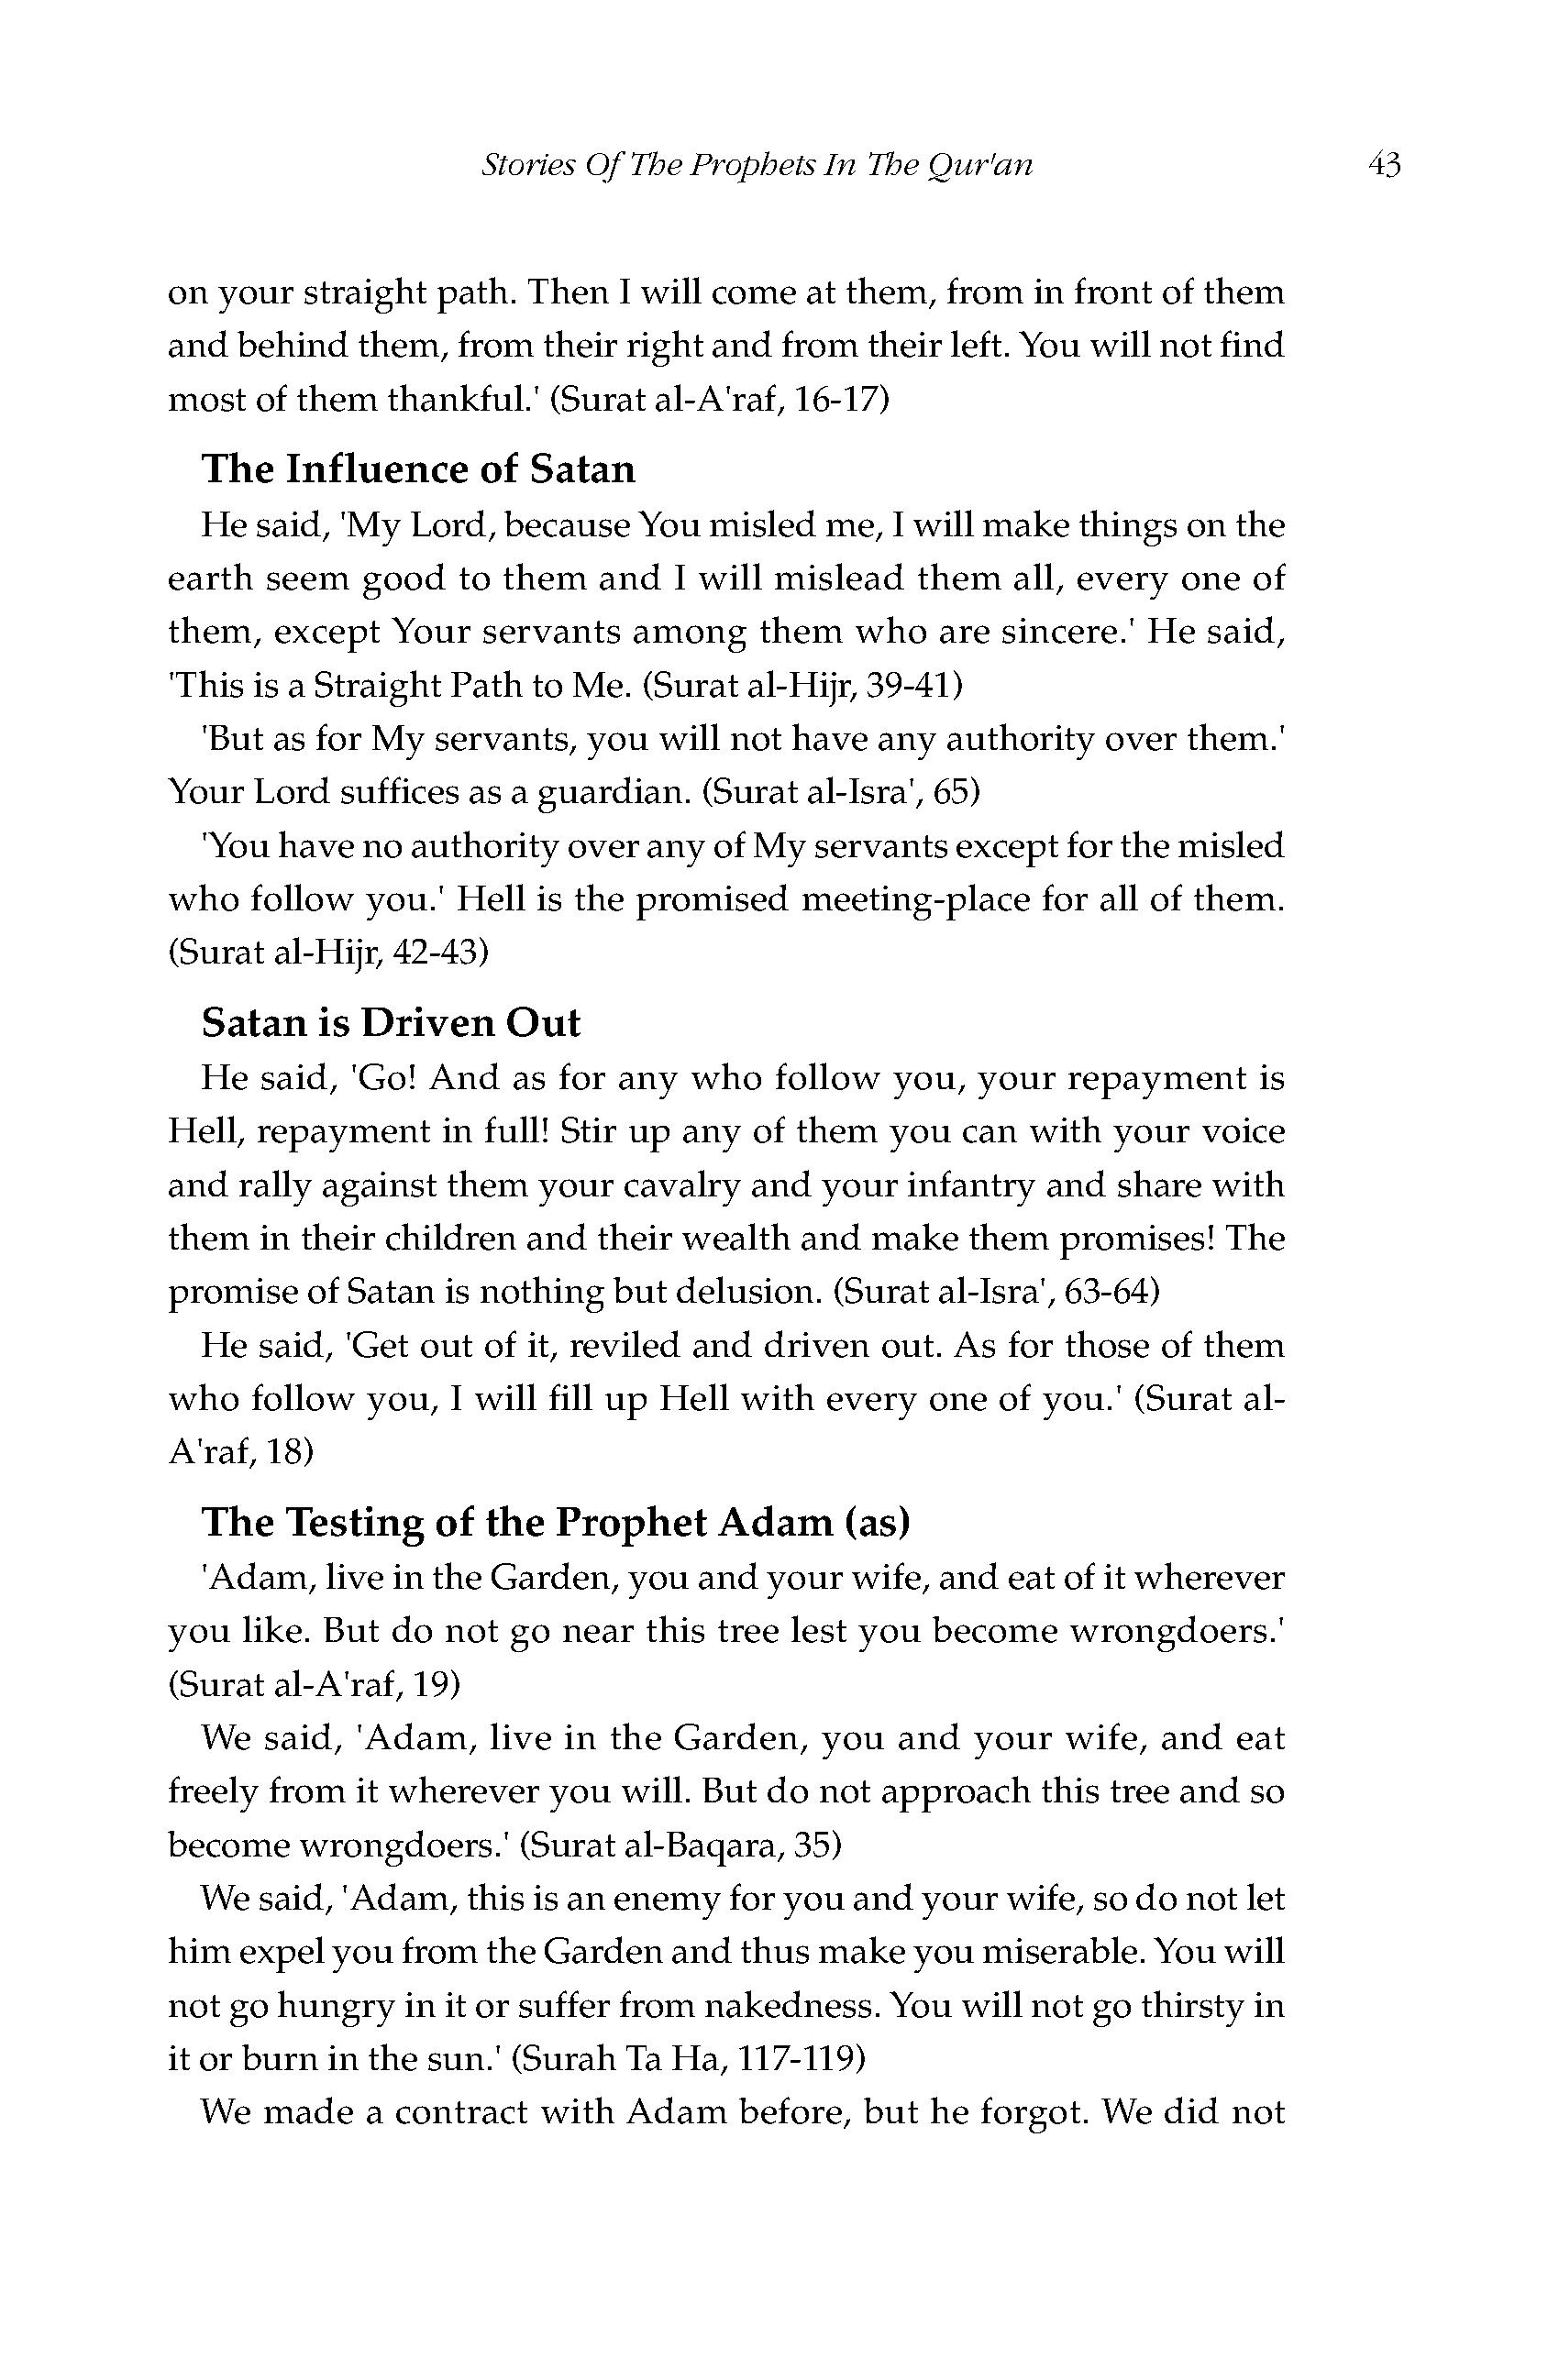 Stories Of The Prophets In The Qur'an 43
on your straight path. Then I will come at them, from in front of them
and behind them, from their right and from their left. You will not find
most of them thankful.' (Surat al-A'raf, 16-17)
The Influence of Satan
He said, 'My Lord, because You misled me, I will make things on the
earth seem good to them and I will mislead them all, every one of
them, except Your servants among them who are sincere.' He said,
'This is a Straight Path to Me. (Surat al-Hijr, 39-41)
'But as for My servants, you will not have any authority over them.'
Your Lord suffices as a guardian. (Surat al-Isra', 65)
'You have no authority over any of My servants except for the misled
who follow you.' Hell is the promised meeting-place for all of them.
(Surat al-Hijr, 42-43)
Satan is Driven Out
He said, 'Go! And as for any who follow you, your repayment is
Hell, repayment in full! Stir up any of them you can with your voice
and rally against them your cavalry and your infantry and share with
them in their children and their wealth and make them promises! The
promise of Satan is nothing but delusion. (Surat al-Isra', 63-64)
He said, 'Get out of it, reviled and driven out. As for those of them
who follow you, I will fill up Hell with every one of you.' (Surat al-
A'raf, 18)
The Testing of the Prophet Adam (as)
'Adam, live in the Garden, you and your wife, and eat of it wherever
you like. But do not go near this tree lest you become wrongdoers.'
(Surat al-A'raf, 19)
We said, 'Adam, live in the Garden, you and your wife, and eat
freely from it wherever you will. But do not approach this tree and so
become wrongdoers.' (Surat al-Baqara, 35)
We said, 'Adam, this is an enemy for you and your wife, so do not let
him expel you from the Garden and thus make you miserable. You will
not go hungry in it or suffer from nakedness. You will not go thirsty in
it or burn in the sun.' (Surah Ta Ha, 117-119)
We made a contract with Adam before, but he forgot. We did not